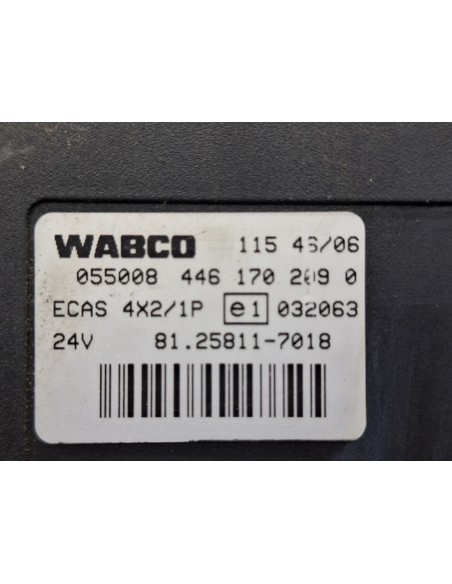 WABCO 115 46/06
055008 446 170 209 0
ECAS 4X2/1P e1 032063
24V 81.25811-7018